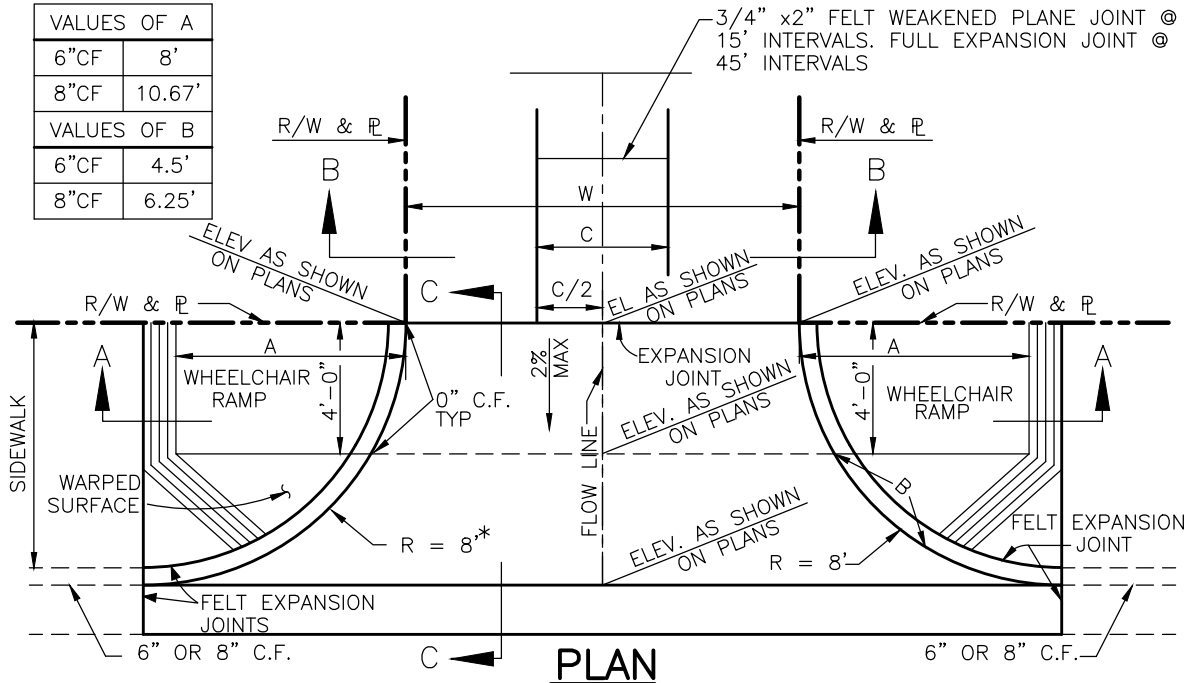 VALUES OF A
6"CF 8'
8"CF 10.67'
VALUES OF B
6"CF 4.5'
8"CF 6.25'
3/4" x2" FELT WEAKENED PLANE JOINT @
15' INTERVALS. FULL EXPANSION JOINT @
45' INTERVALS
R/W & ⅊
R/W & ⅊
B
B
W
C
C/2
ELEV AS SHOWN
ON PLANS
EL AS SHOWN
ON PLANS
ELEV. AS SHOWN
ON PLANS
R/W & ⅊
R/W & ⅊
C
A
A
A
A
WHEELCHAIR
RAMP
4'-0"
0" C.F.
TYP
2%
MAX
EXPANSION
JOINT
ELEV. AS SHOWN
ON PLANS
4'-0"
WHEELCHAIR
RAMP
SIDEWALK
WARPED
SURFACE
FLOW LINE
B
R = 8'*
ELEV. AS SHOWN
ON PLANS
R = 8'
FELT EXPANSION
JOINT
FELT EXPANSION
JOINTS
6" OR 8" C.F.
C
6" OR 8" C.F.
PLAN